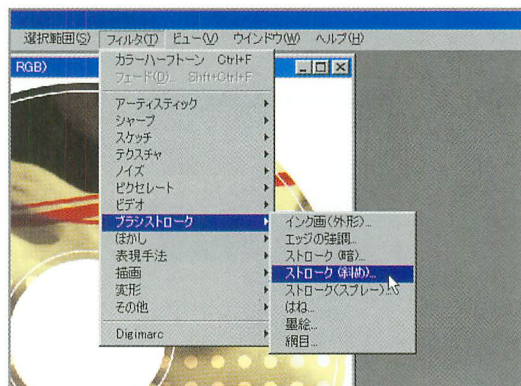 選択範囲(S) フィルタ(T) ビュー(V) ウインドウ(W) ヘルプ(H)
RGB)
カラーハーフトーン Ctrl+F
フェード(D)... Shft+Ctrl+F
アーティスティック
シャープ
スケッチ
テクスチャ
ノイズ
ピクセレート
ビデオ
ブラシストローク
ぼかし
表現手法
描画
変形
その他
Digimarc
インク画(外形)...
エッジの強調...
ストローク(暗)...
ストローク(斜め)...
ストローク(スプレー)...
はね...
墨絵...
網目...